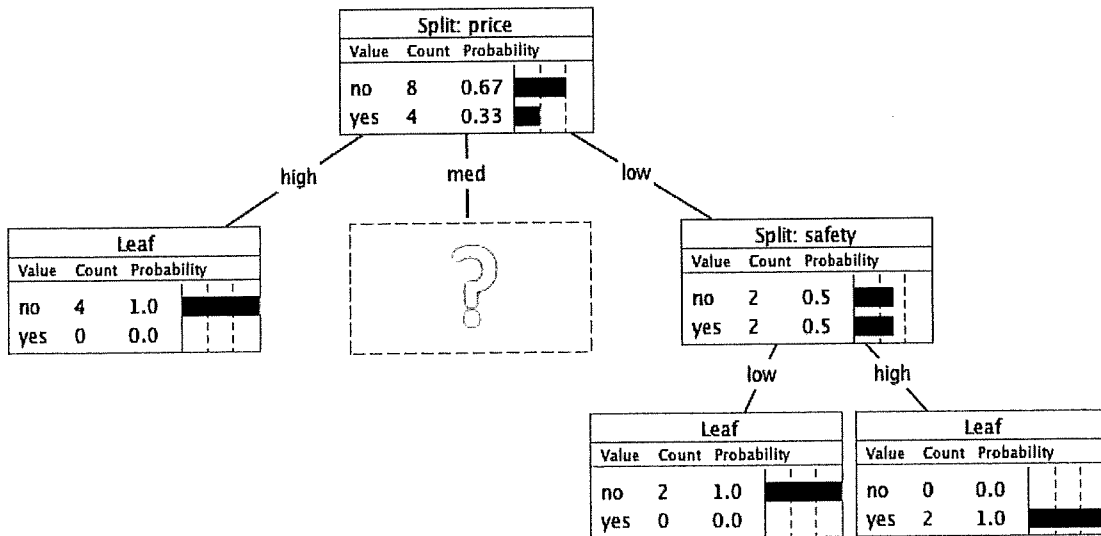 Split: price
Value Count Probability
no 8 0.67
yes 4 0.33
high
med
low
Leaf
Value Count Probability
no 4 1.0
yes 0 0.0
?
Split: safety
Value Count Probability
no 2 0.5
yes 2 0.5
low
high
Leaf
Value Count Probability
no 2 1.0
yes 0 0.0
Leaf
Value Count Probability
no 0 0.0
yes 2 1.0